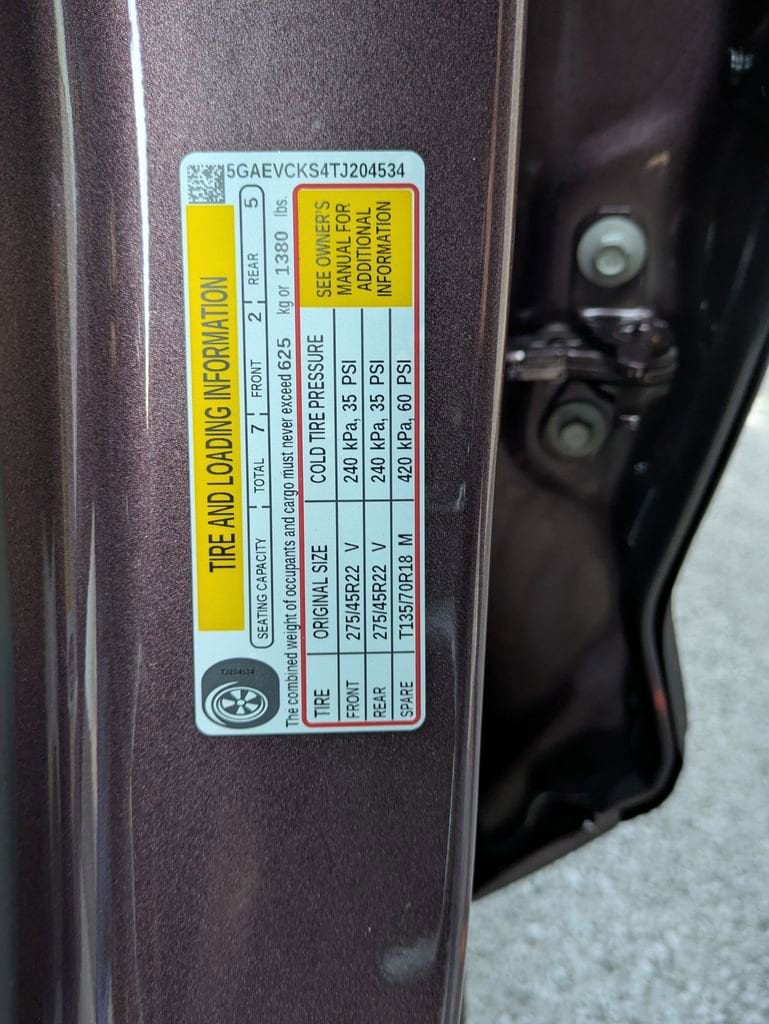 5GAEVCKS4TJ204534
TIRE AND LOADING INFORMATION
SEATING CAPACITY TOTAL 7 FRONT 2 REAR 5
The combined weight of occupants and cargo must never exceed 625 kg or 1380 lbs.
TIRE ORIGINAL SIZE COLD TIRE PRESSURE
FRONT 275/45R22 V 240 kPa, 35 PSI
REAR 275/45R22 V 240 kPa, 35 PSI
SPARE T135/70R18 M 420 kPa, 60 PSI
SEE OWNER'S
MANUAL FOR
ADDITIONAL
INFORMATION
TJ204534